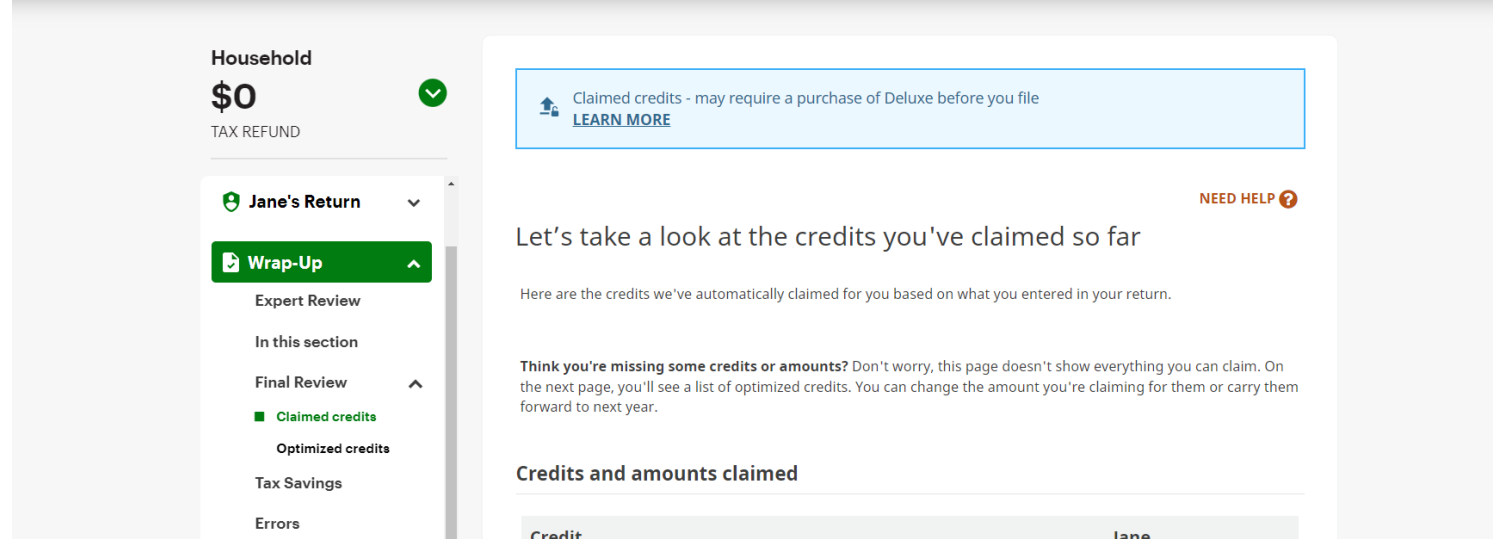 Household
$0
TAX REFUND
Jane's Return
Wrap-Up
Expert Review
In this section
Final Review
Claimed credits
Optimized credits
Tax Savings
Errors
Claimed credits - may require a purchase of Deluxe before you file
LEARN MORE
NEED HELP ?
Let's take a look at the credits you've claimed so far
Here are the credits we've automatically claimed for you based on what you entered in your return.
Think you're missing some credits or amounts? Don't worry, this page doesn't show everything you can claim. On
the next page, you'll see a list of optimized credits. You can change the amount you're claiming for them or carry them
forward to next year.
Credits and amounts claimed
Credit Jane